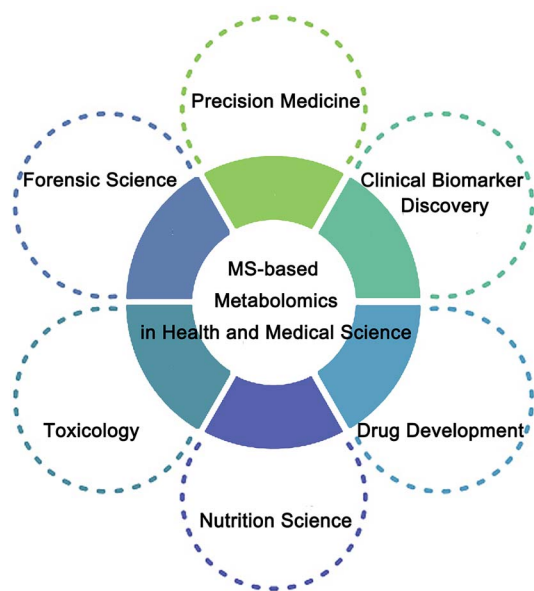 Precision Medicine
Forensic Science
Clinical Biomarker
Discovery
MS-based
Metabolomics
in Health and Medical Science
Toxicology
Drug Development
Nutrition Science